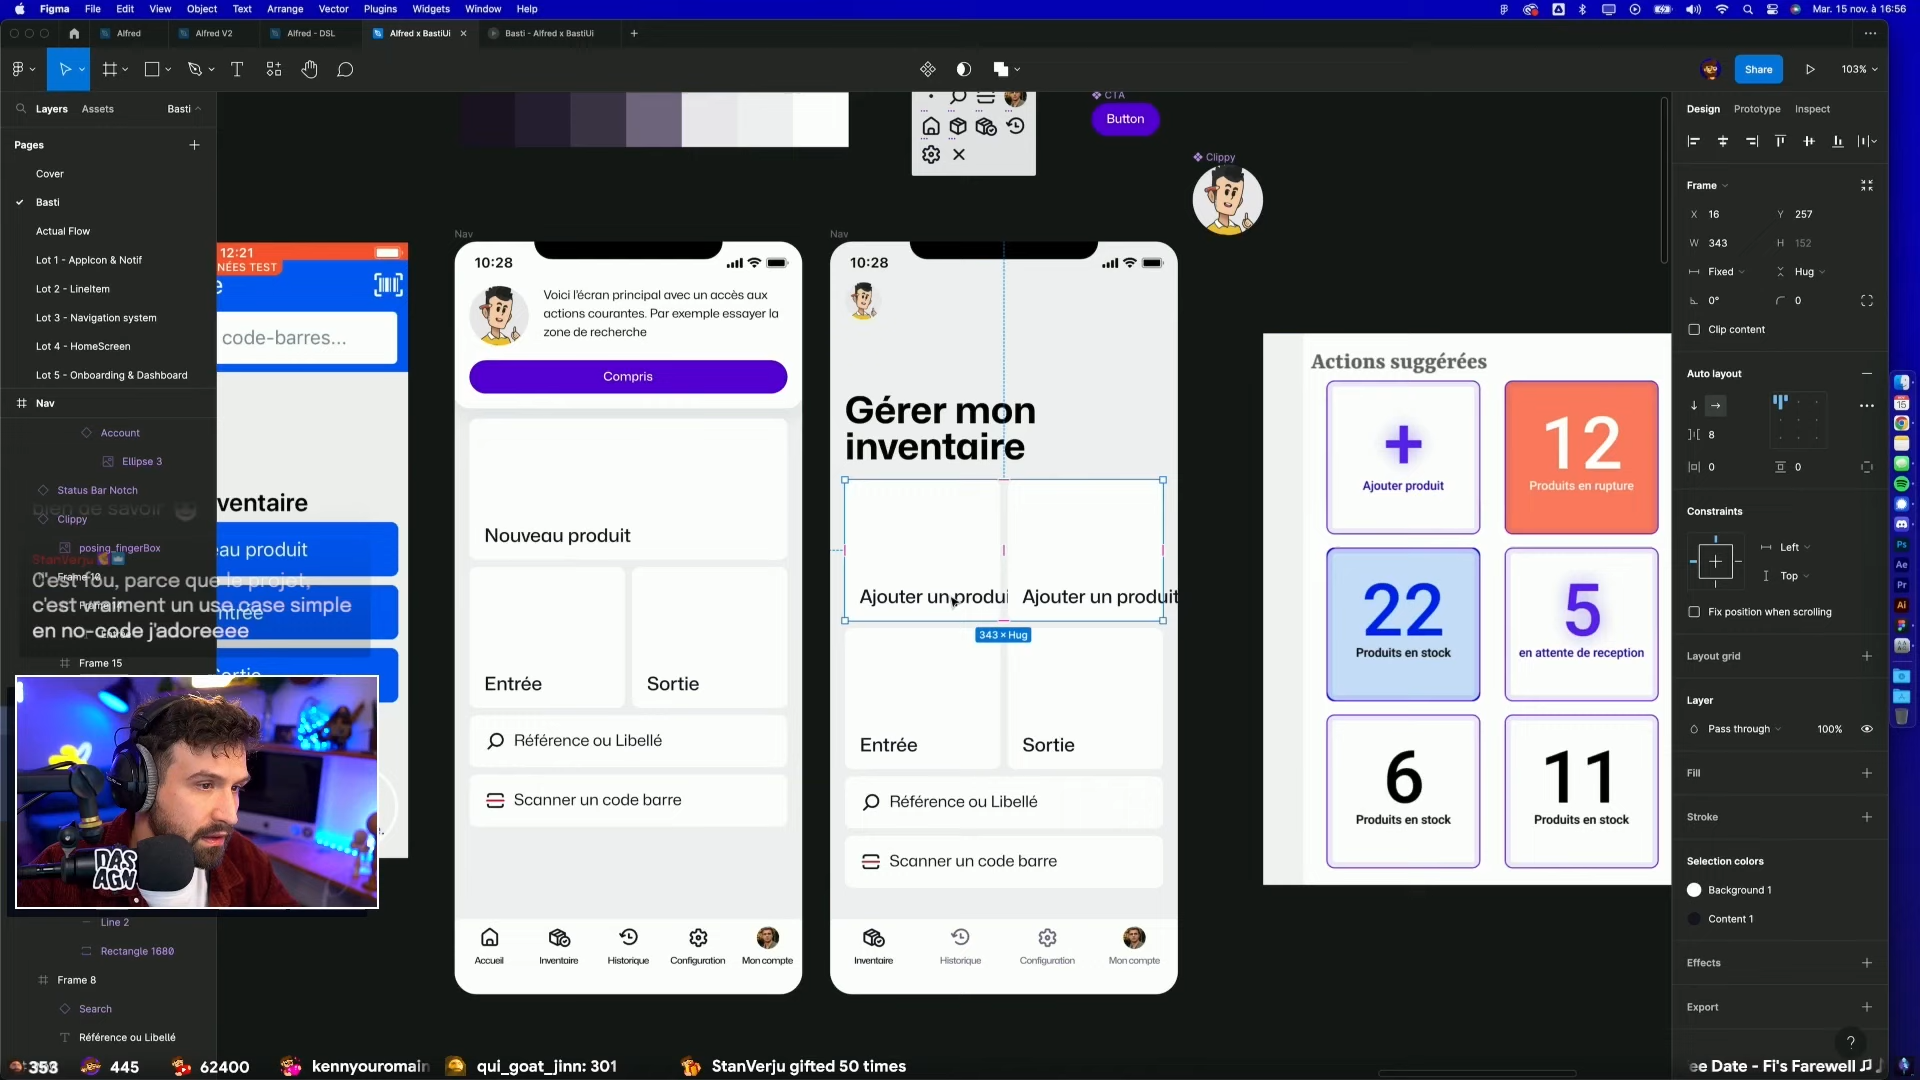 Figma File Edit View Object Text Arrange Vector Plugins Widgets Window Help
Mar. 15 nov. à 16:56
Alfred
Alfred V2
Alfred - DSL
Alfred x BastiUi
Basti - Alfred x BastiUi
Share
103%
Layers
Assets
Basti
Pages
Cover
Basti
Actual Flow
Lot 1 - AppIcon & Notif
Lot 2 - LineItem
Lot 3 - Navigation system
Lot 4 - HomeScreen
Lot 5 - Onboarding & Dashboard
Nav
Account
Ellipse 3
Status Bar Notch
bien de savoir
Clippy
posing_fingerBox
StanVerju
C'est fou, parce que le projet,
c'est vraiment un use case simple
en no-code j'adoreeee
Frame 15
DAS
AGN
Line 2
Rectangle 1680
Frame 8
Search
Référence ou Libellé
12:21
NÉES TEST
code-barres...
ventaire
au produit
ntrée
CTA
Button
Clippy
Nav
10:28
Voici l'écran principal avec un accès aux
actions courantes. Par exemple essayer la
zone de recherche
Compris
Nouveau produit
Entrée
Sortie
Référence ou Libellé
Scanner un code barre
Accueil
Inventaire
Historique
Configuration
Mon compte
Nav
10:28
Gérer mon
inventaire
Ajouter un produi
Ajouter un produit
343 × Hug
Entrée
Sortie
Référence ou Libellé
Scanner un code barre
Inventaire
Historique
Configuration
Mon compte
Actions suggérées
+
Ajouter produit
12
Produits en rupture
22
Produits en stock
5
en attente de reception
6
Produits en stock
11
Produits en stock
Design
Prototype
Inspect
Frame
X 16
Y 257
W 343
H 152
Fixed
Hug
0°
0
Clip content
Auto layout
8
0
0
Constraints
Left
Top
Fix position when scrolling
Layout grid
Layer
Pass through
100%
Fill
Stroke
Selection colors
Background 1
Content 1
Effects
Export
?
353
445
62400
kennyouromain
qui_goat_jinn: 301
StanVerju gifted 50 times
ee Date - Fi's Farewell